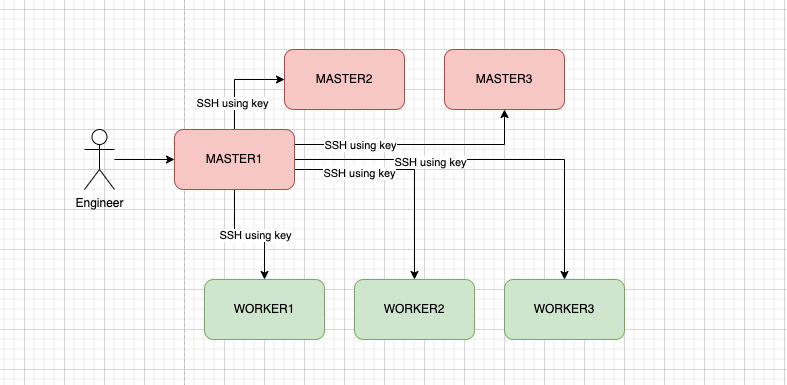 MASTER2
MASTER3
SSH using key
MASTER1
SSH using key
SSH using key
SSH using key
Engineer
SSH using key
WORKER1
WORKER2
WORKER3